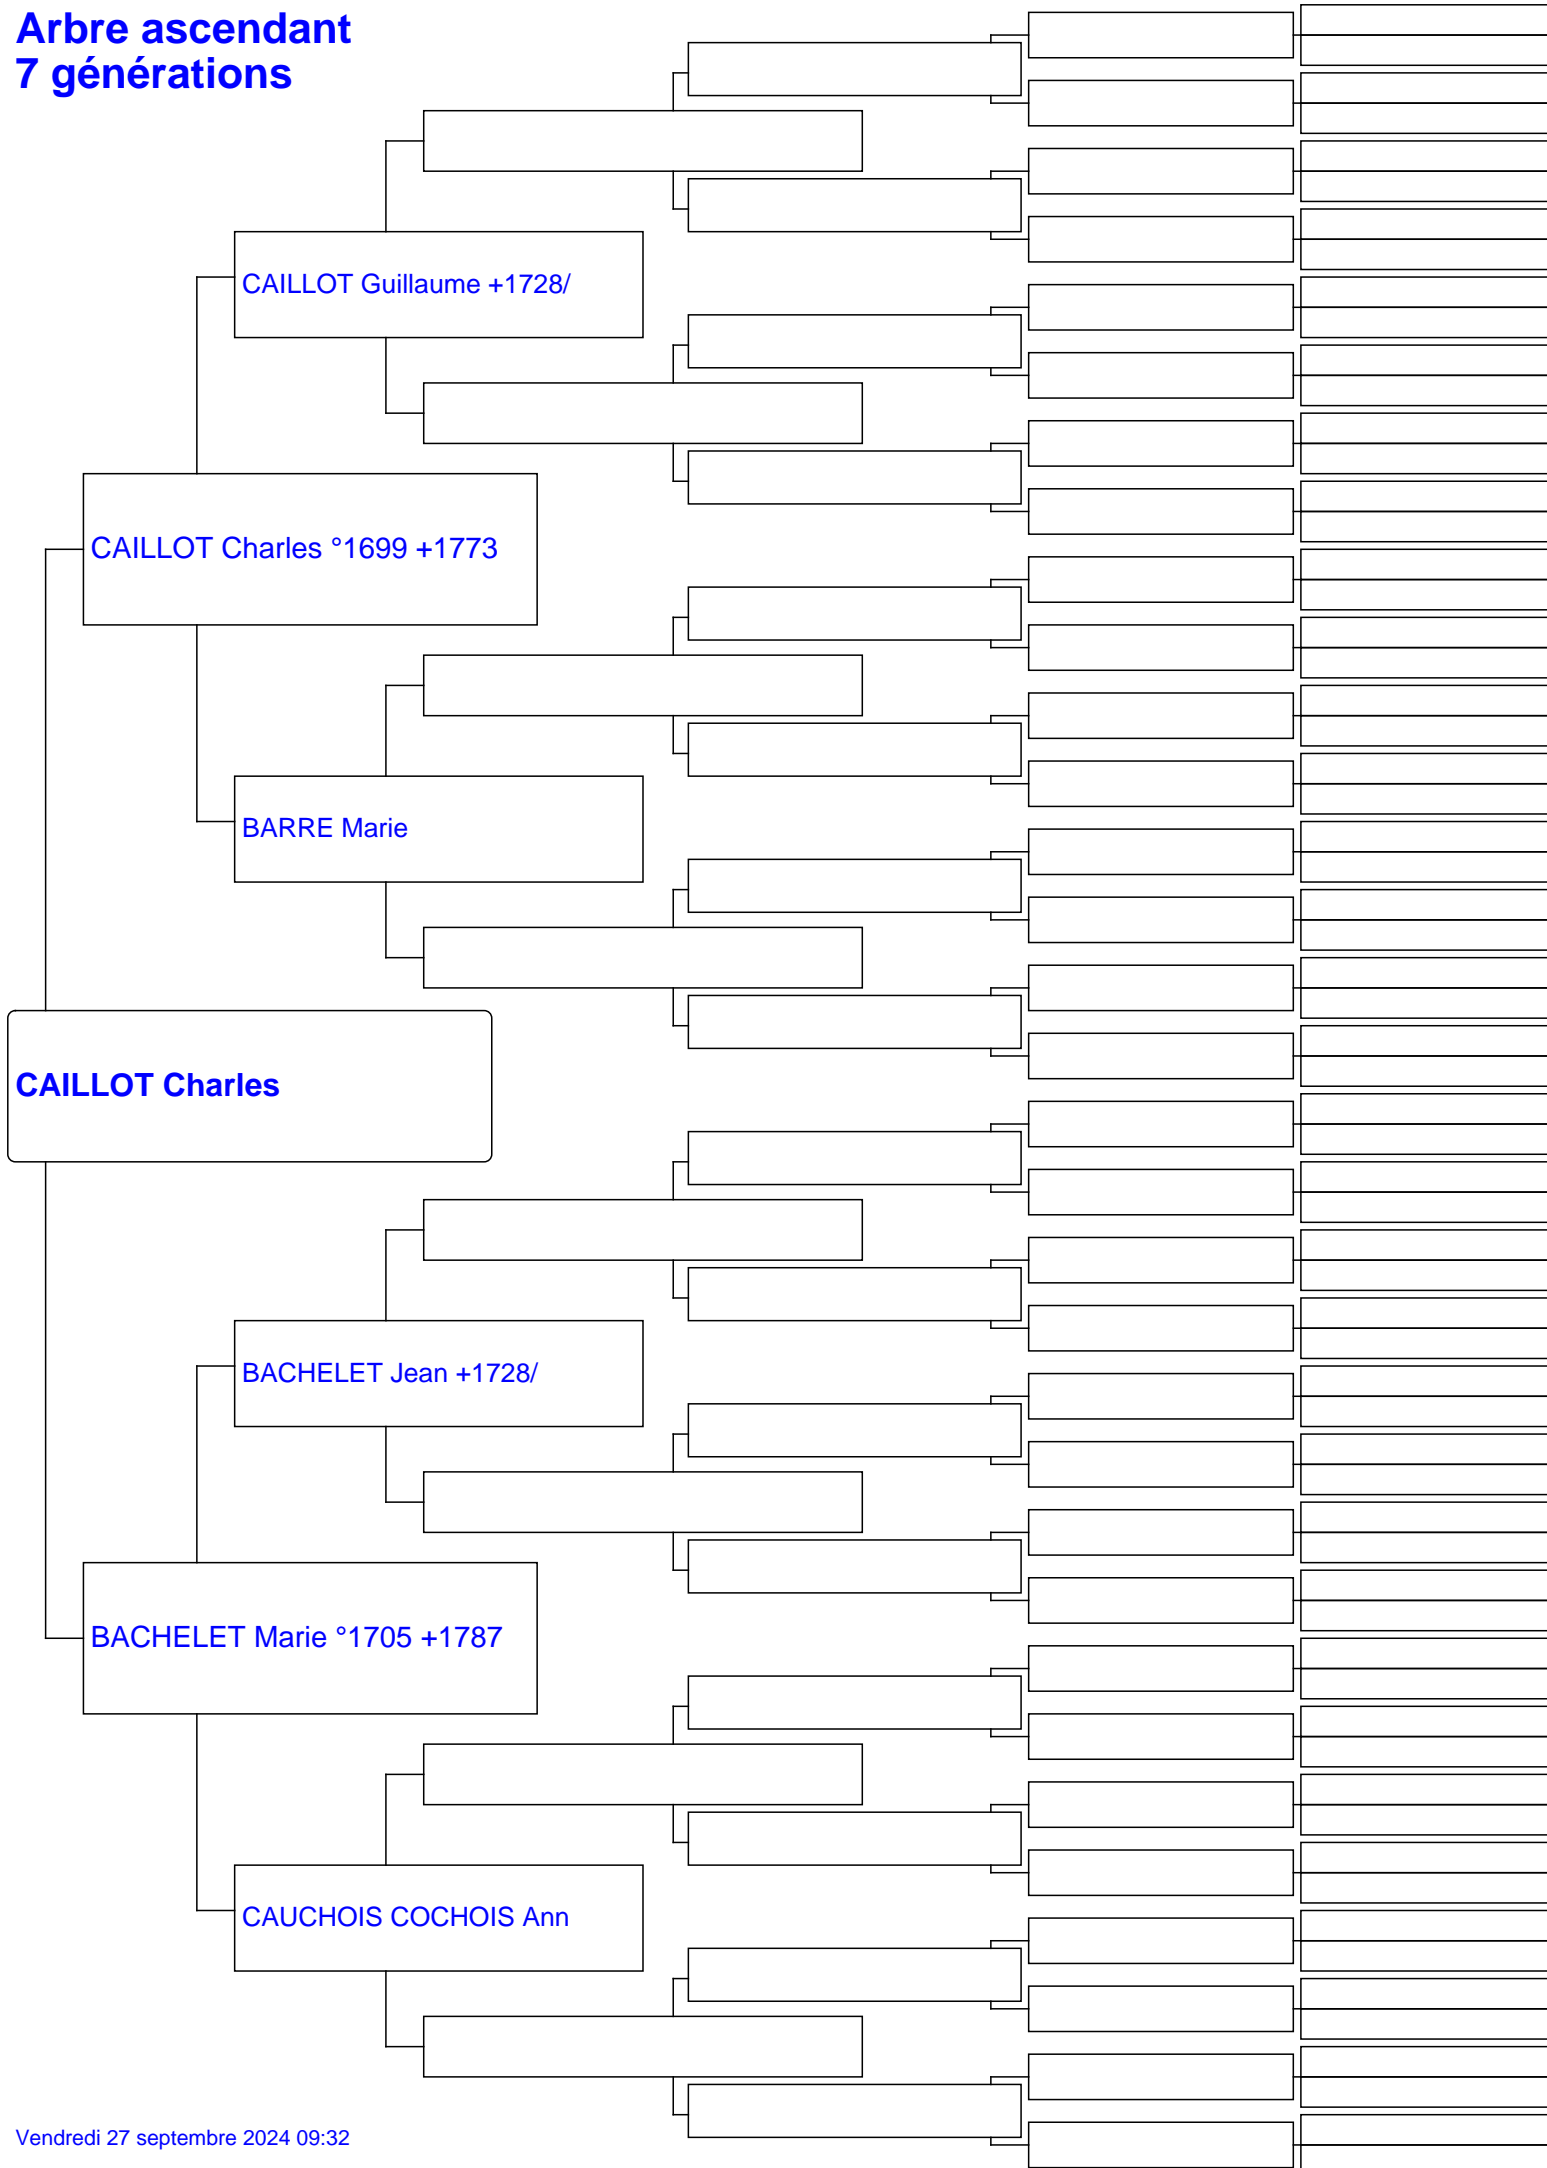 Arbre ascendant
7 générations
CAILLOT Guillaume +1728/
CAILLOT Charles °1699 +1773
BARRE Marie
CAILLOT Charles
BACHELET Jean +1728/
BACHELET Marie °1705 +1787
CAUCHOIS COCHOIS Ann
Vendredi 27 septembre 2024 09:32